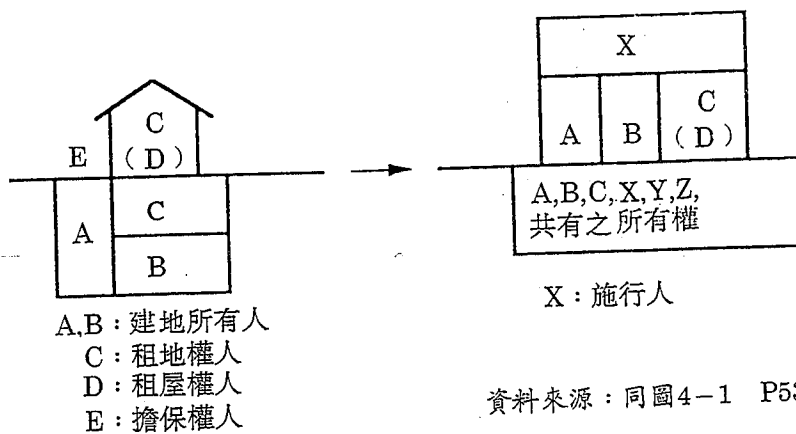 C
E
(D)
A
C
B
A,B：建地所有人
C：租地權人
D：租屋權人
E：擔保權人
X
A
B
C
(D)
A,B,C,X,Y,Z,
共有之所有權
X：施行人
資料來源：同圖4-1 P53